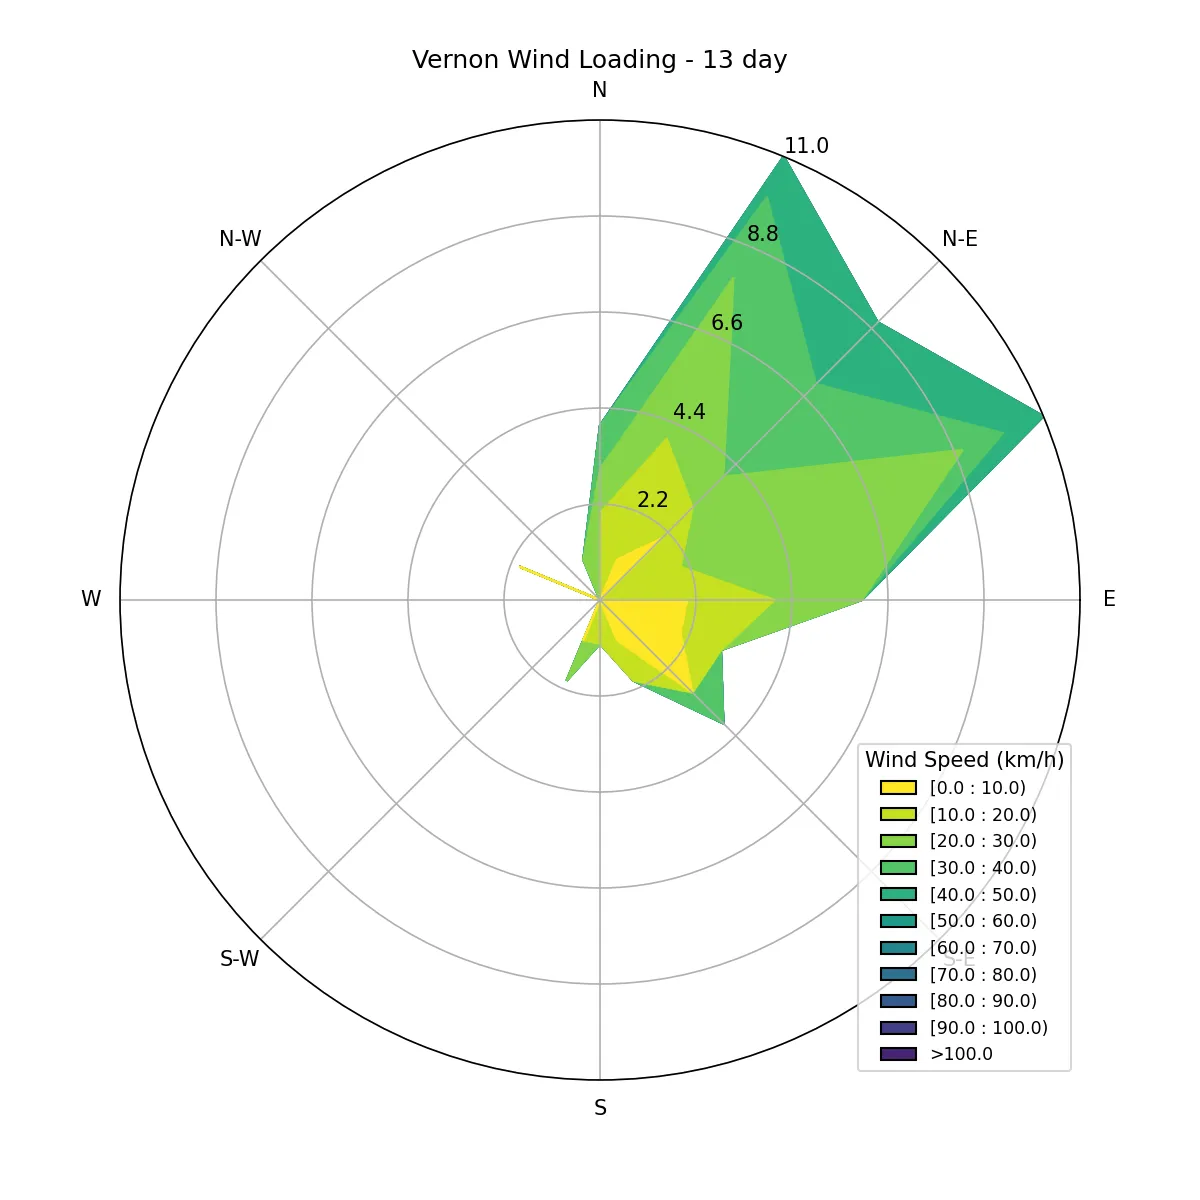 Vernon Wind Loading - 13 day
N
11.0
8.8
N-W
N-E
6.6
4.4
2.2
W
E
S-W
S-E
S
Wind Speed (km/h)
[0.0 : 10.0)
[10.0 : 20.0)
[20.0 : 30.0)
[30.0 : 40.0)
[40.0 : 50.0)
[50.0 : 60.0)
[60.0 : 70.0)
[70.0 : 80.0)
[80.0 : 90.0)
[90.0 : 100.0)
>100.0